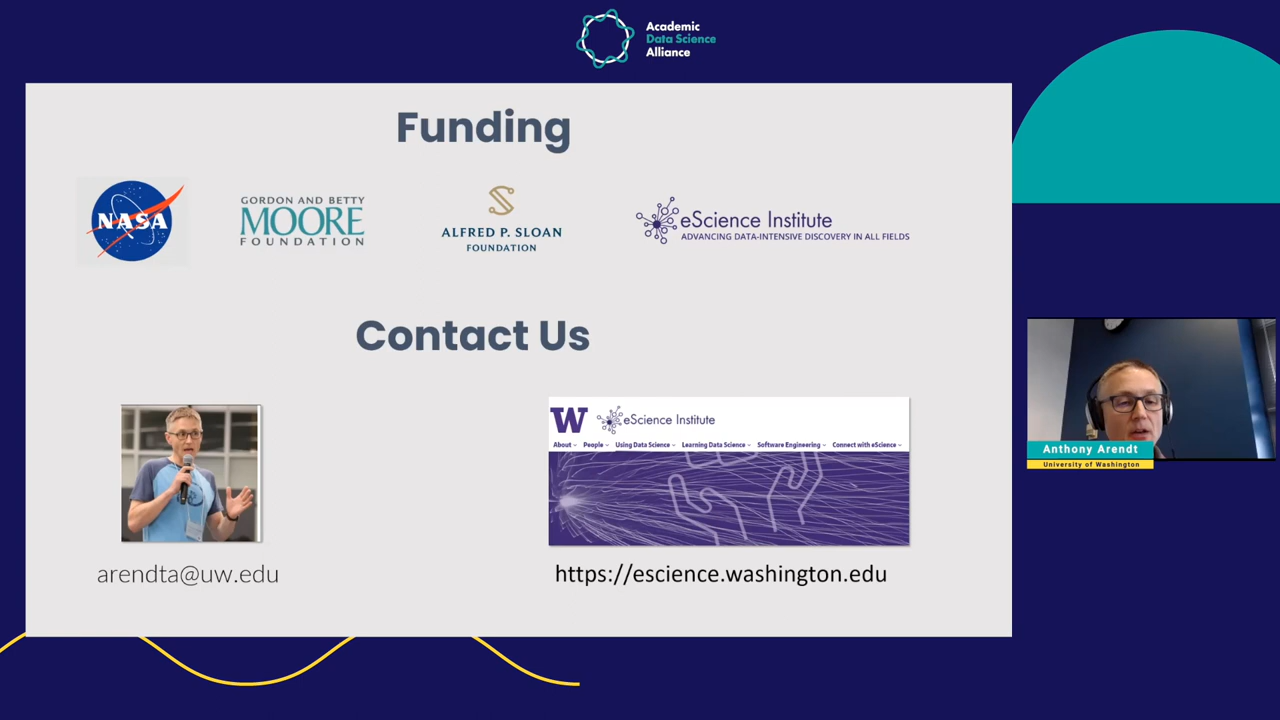 Academic
Data Science
Alliance
Funding
NASA
GORDON AND BETTY
MOORE
FOUNDATION
ALFRED P. SLOAN
FOUNDATION
eScience Institute
ADVANCING DATA-INTENSIVE DISCOVERY IN ALL FIELDS
Contact Us
W eScience Institute
About People Using Data Science Learning Data Science Software Engineering Connect with eScience
arendta@uw.edu
https://escience.washington.edu
Anthony Arendt
University of Washington